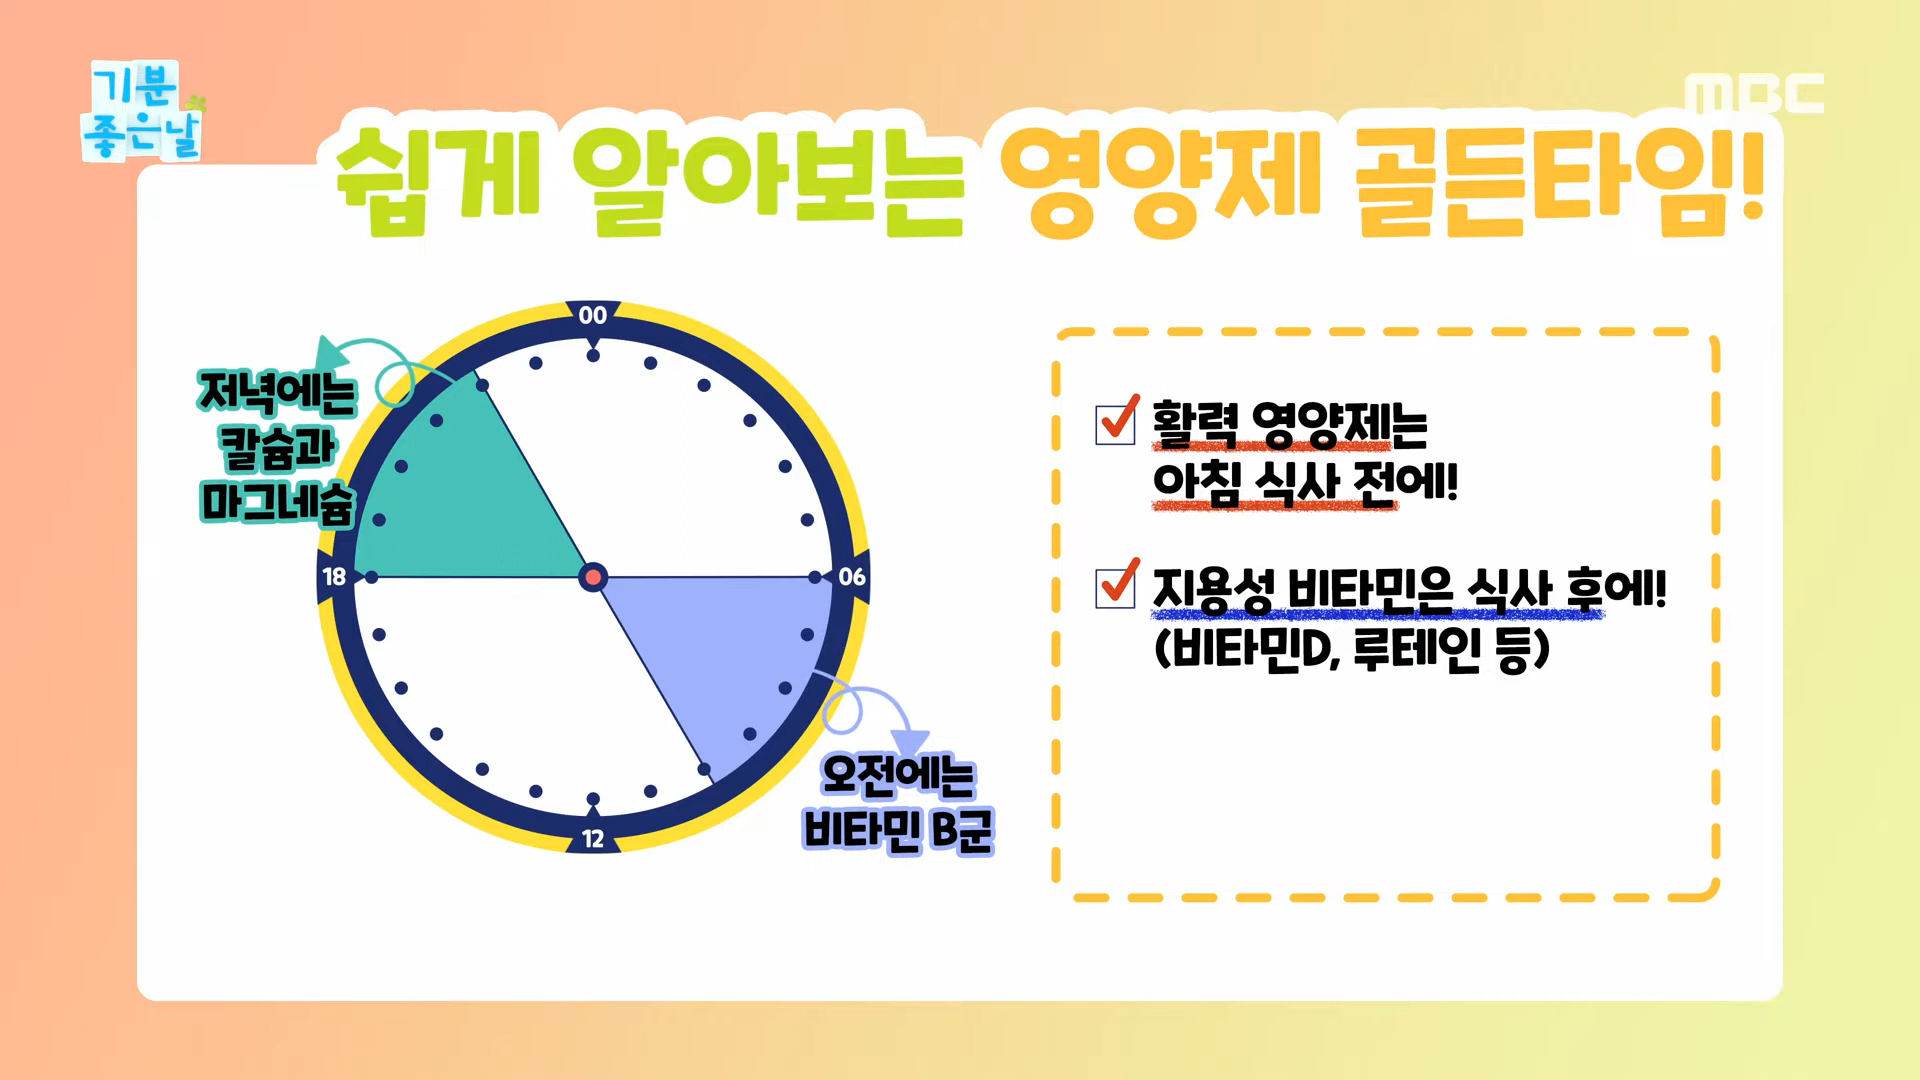 기분
좋은날
MBC
쉽게 알아보는 영양제 골든타임!
00
06
12
18
저녁에는
칼슘과
마그네슘
오전에는
비타민 B군
활력 영양제는
아침 식사 전에!
지용성 비타민은 식사 후에!
(비타민D, 루테인 등)